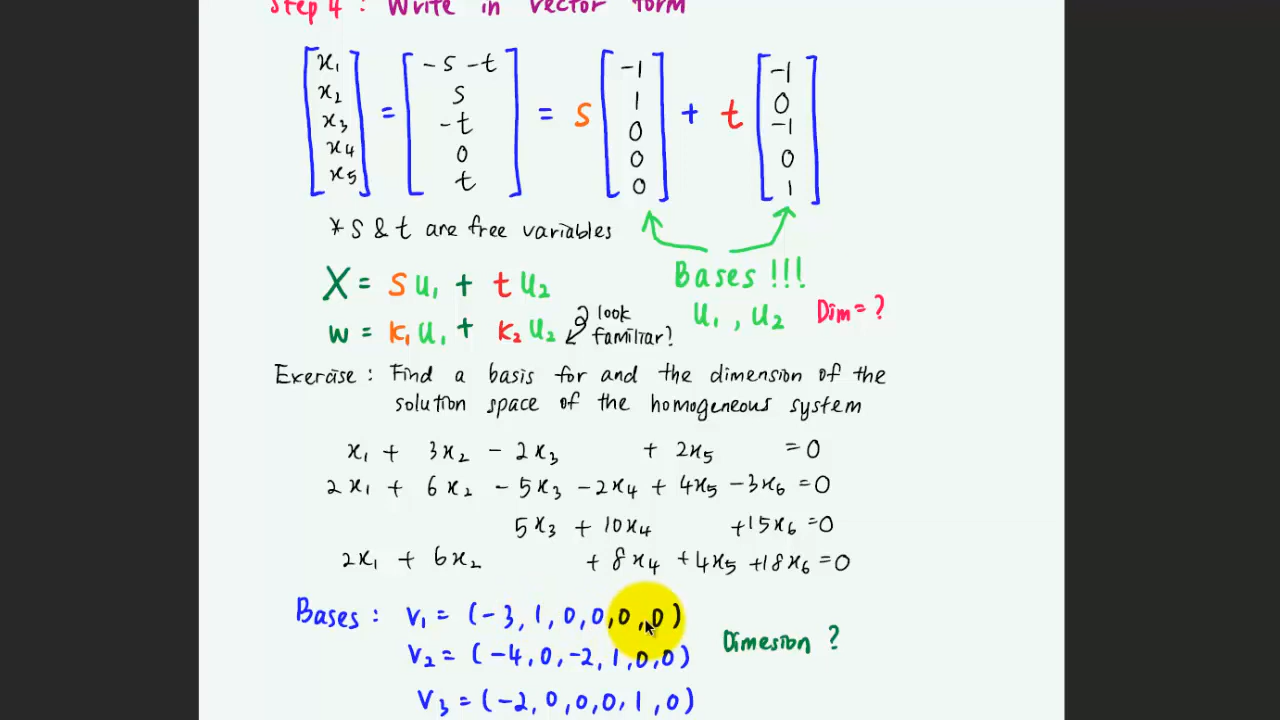 Step 4 : Write in vector form
[x1 x2 x3 x4 x5] = [-s -t s -t 0 t] = s [-1 1 0 0 0] + t [-1 0 -1 0 1]
* s & t are free variables
Bases !!!
X = s u1 + t u2
u1 , u2 Dim = ?
w = k1 u1 + k2 u2 look familiar?
Exercise : Find a basis for and the dimension of the
solution space of the homogeneous system
x1 + 3x2 - 2x3 + 2x5 = 0
2x1 + 6x2 - 5x3 - 2x4 + 4x5 - 3x6 = 0
5x3 + 10x4 + 15x6 = 0
2x1 + 6x2 + 8x4 + 4x5 + 18x6 = 0
Bases : v1 = (-3, 1, 0, 0, 0, 0)
Dimesion ?
v2 = (-4, 0, -2, 1, 0, 0)
v3 = (-2, 0, 0, 0, 1, 0)